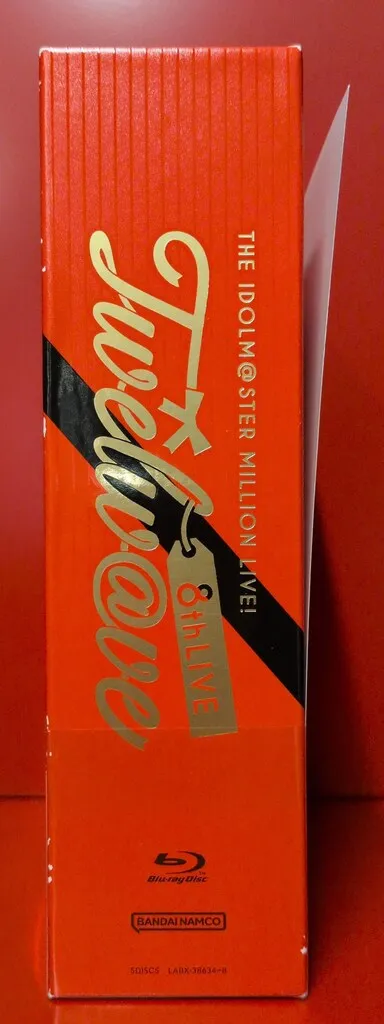 THE IDOLM@STER MILLION LIVE!
Twelw@ve
8thLIVE
Blu-ray Disc
BANDAI NAMCO
5DISCS LABX-38634~8